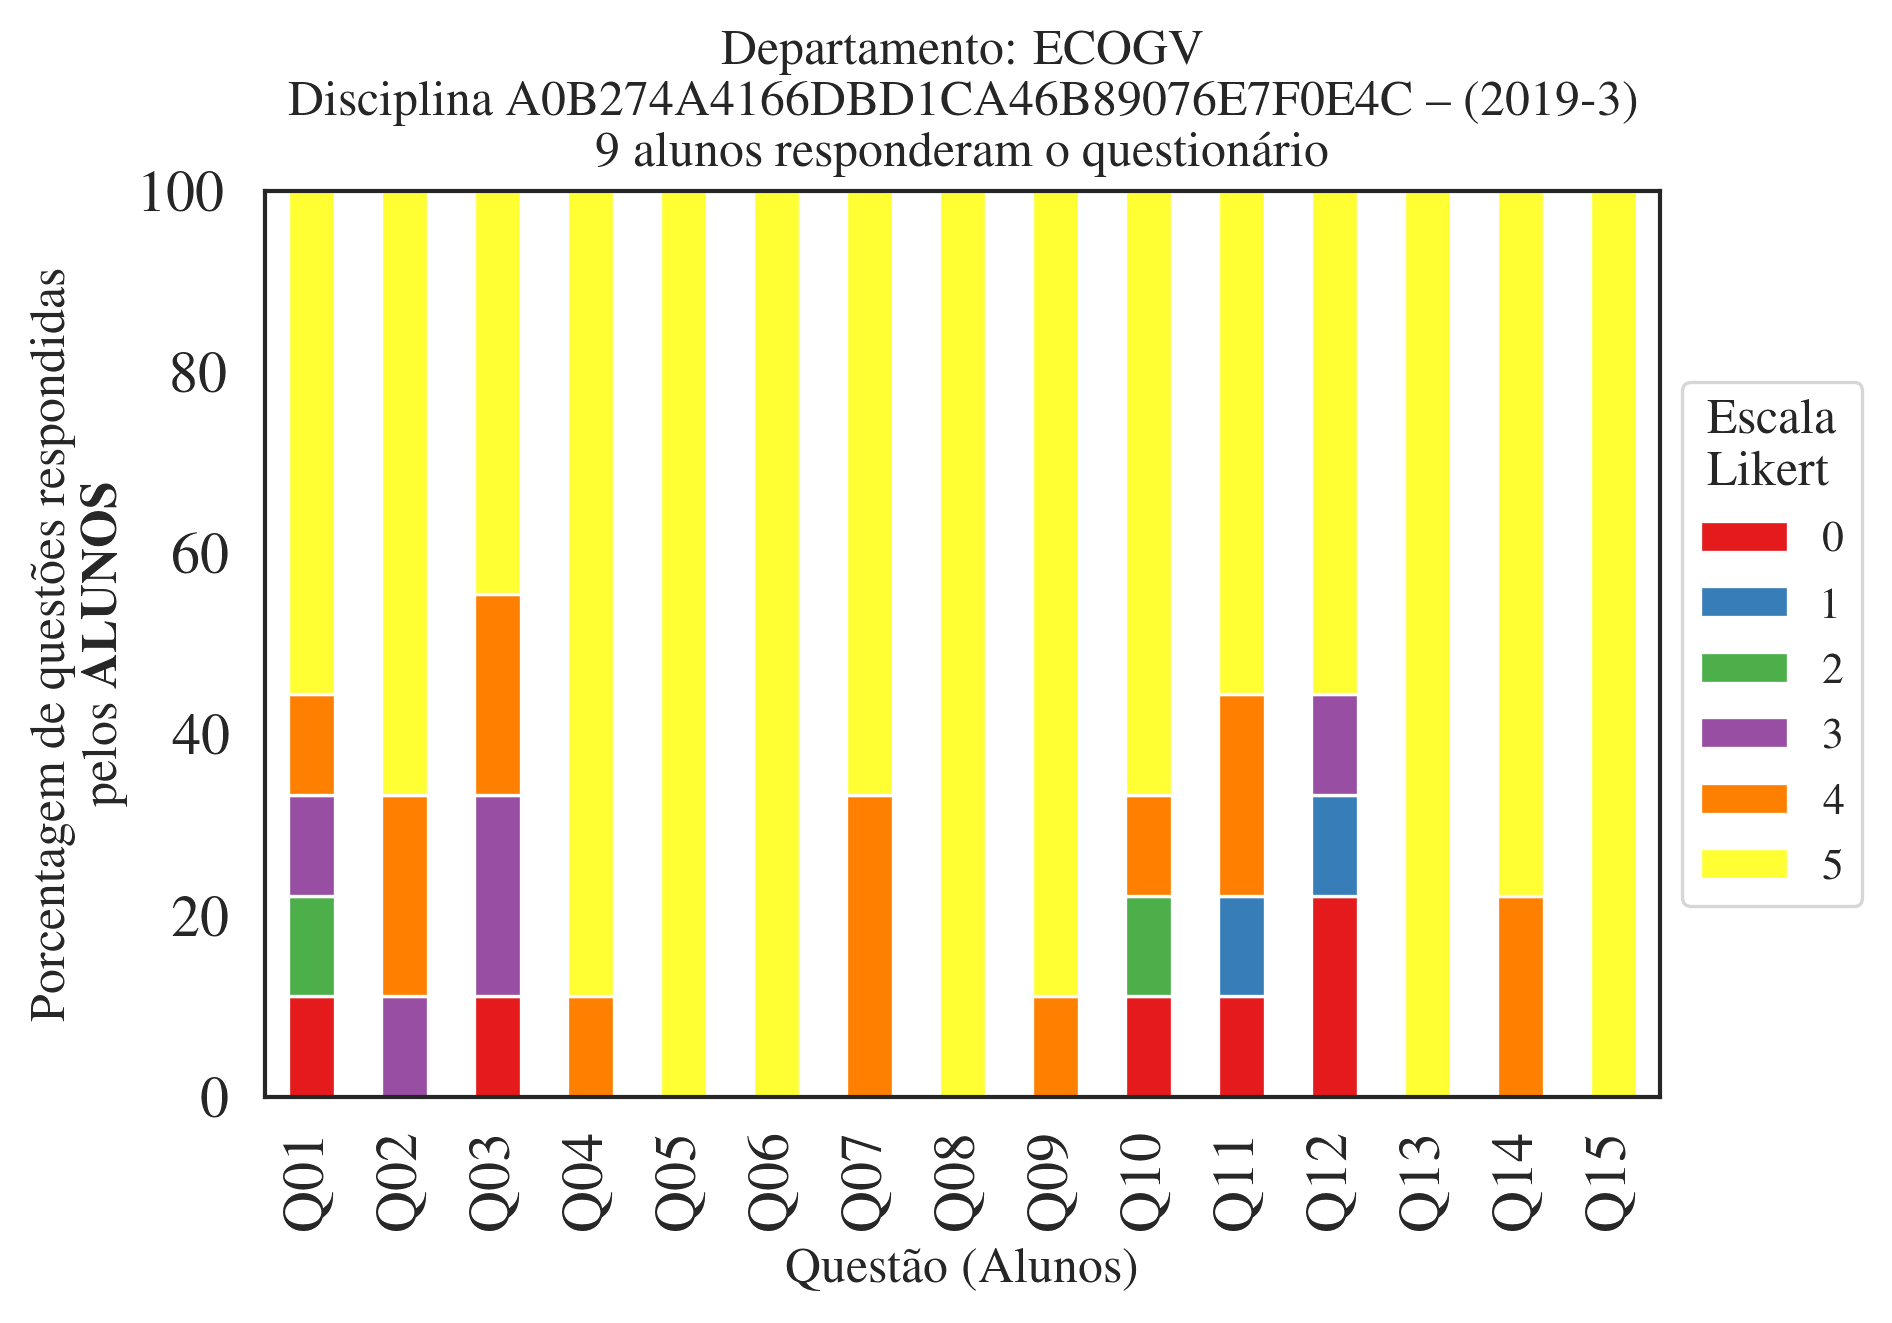 Departamento: ECOGV
Disciplina A0B274A4166DBD1CA46B89076E7F0E4C – (2019-3)
9 alunos responderam o questionário
Porcentagem de questões respondidas
pelos ALUNOS
100
80
60
40
20
0
Q01
Q02
Q03
Q04
Q05
Q06
Q07
Q08
Q09
Q10
Q11
Q12
Q13
Q14
Q15
Questão (Alunos)
Escala
Likert
0
1
2
3
4
5